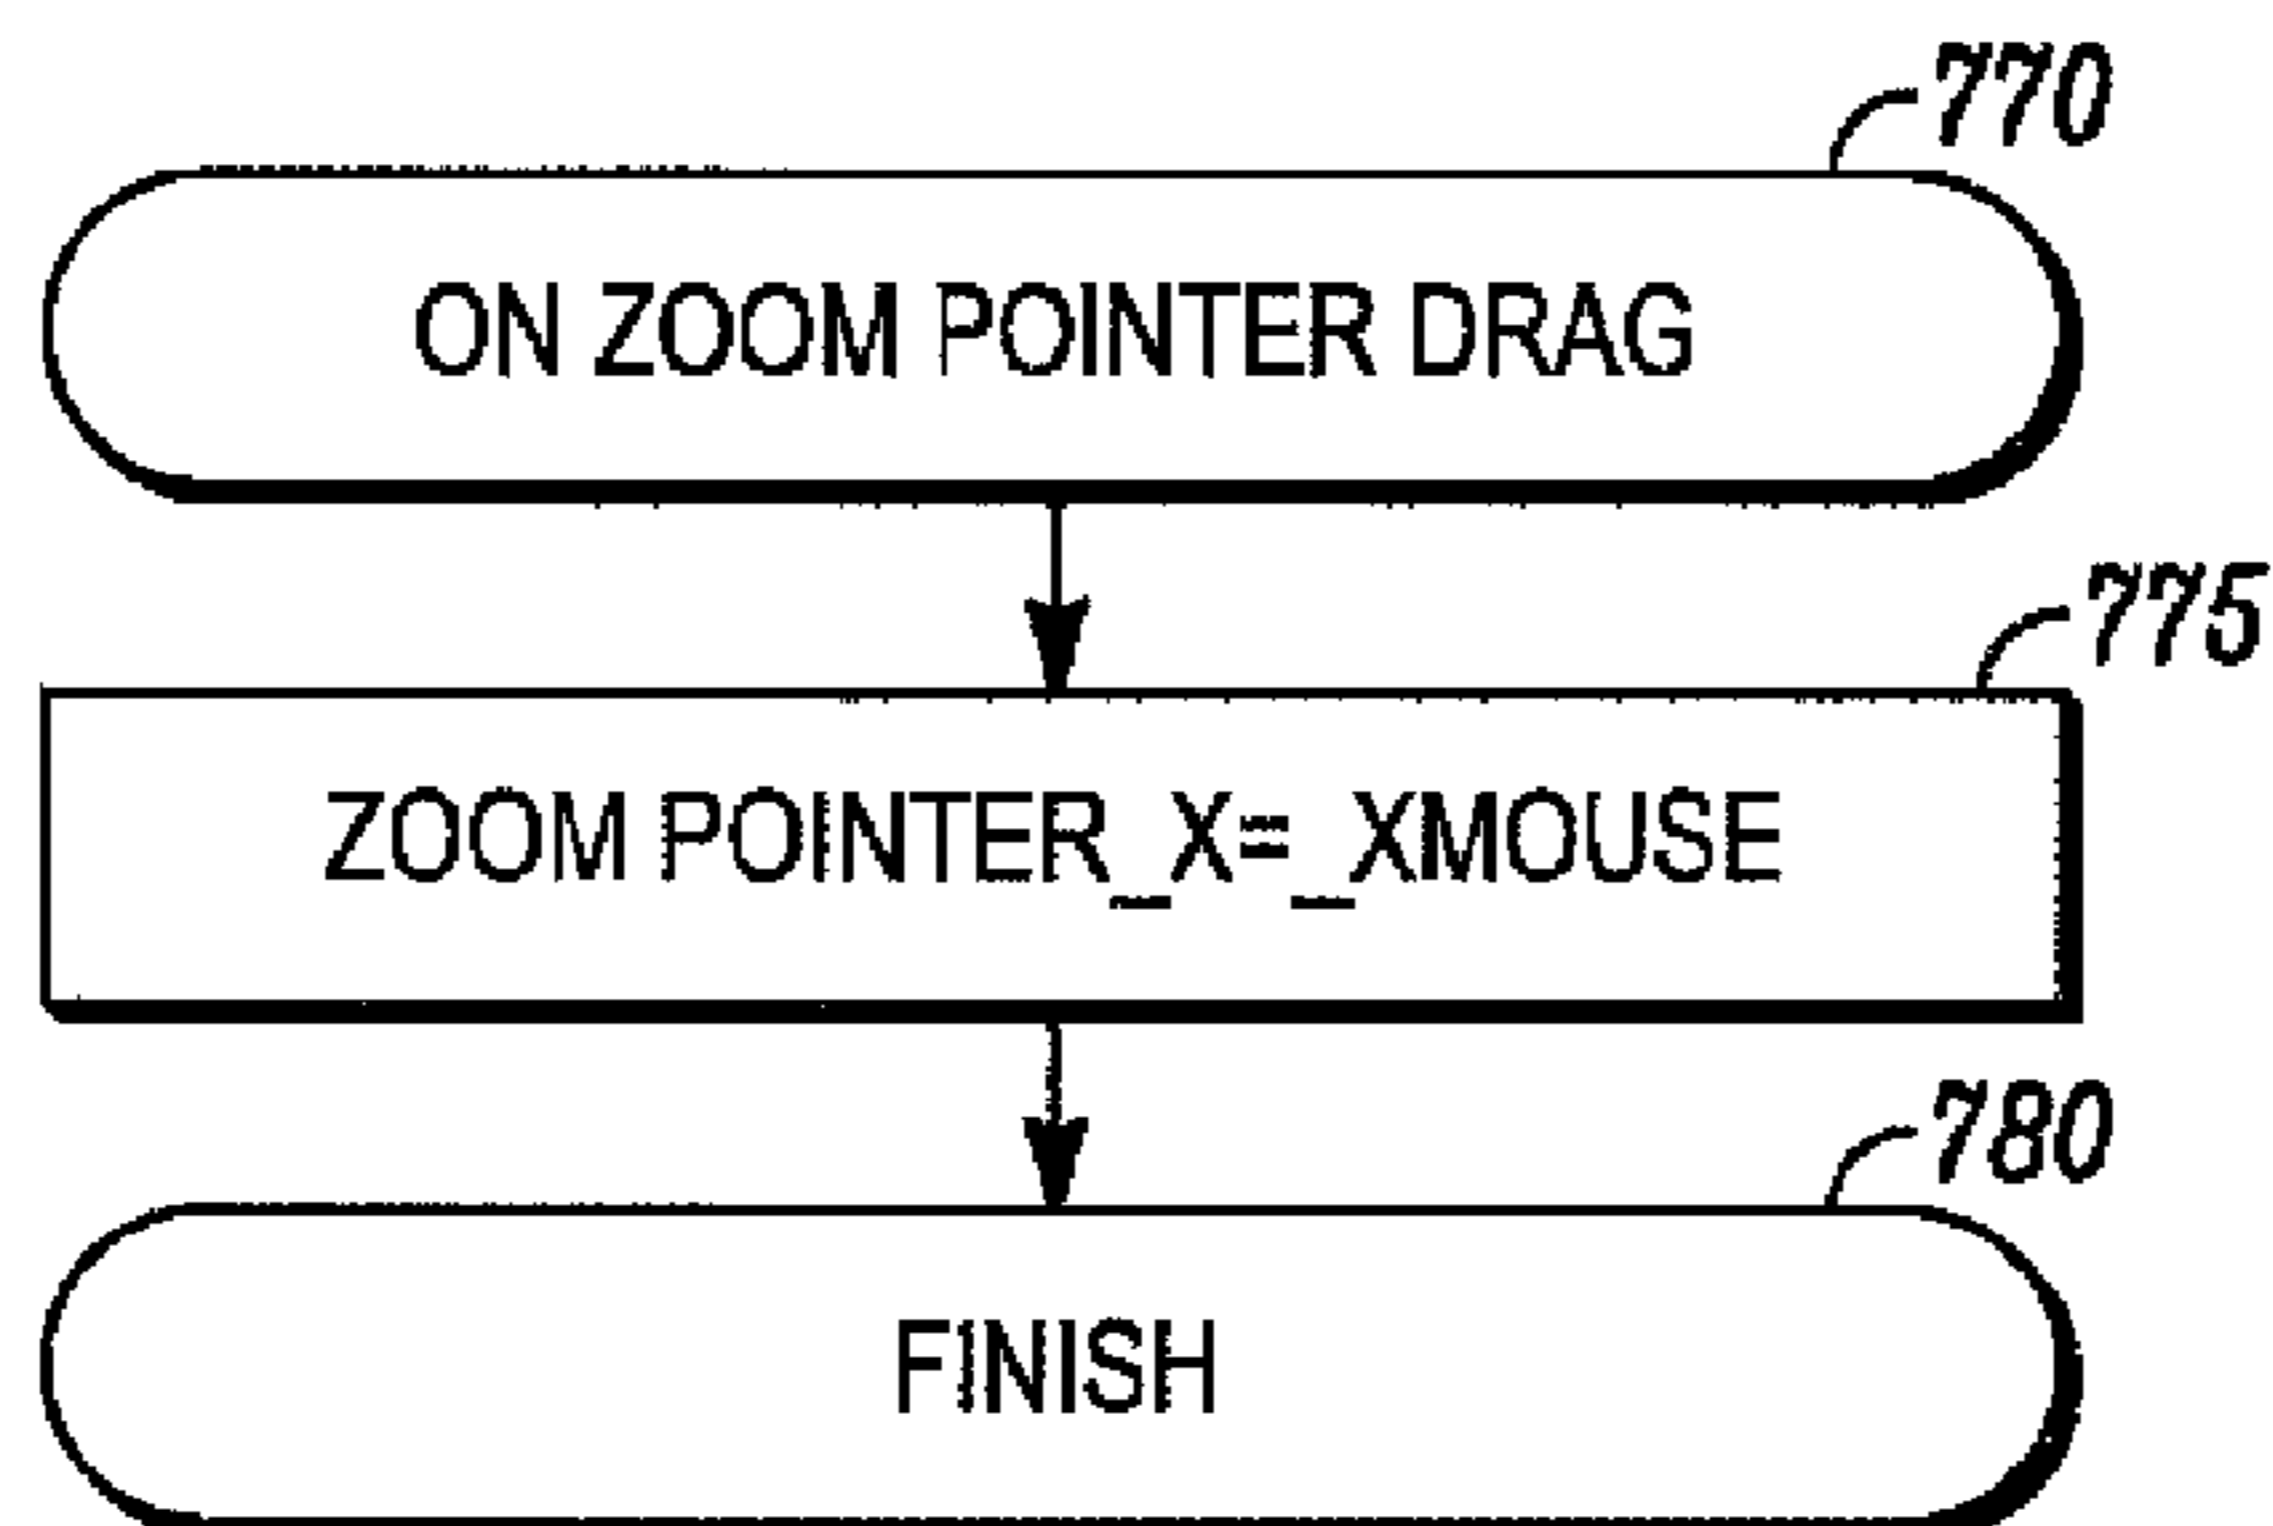 770
ON ZOOM POINTER DRAG
775
ZOOM POINTER_X=_XMOUSE
780
FINISH